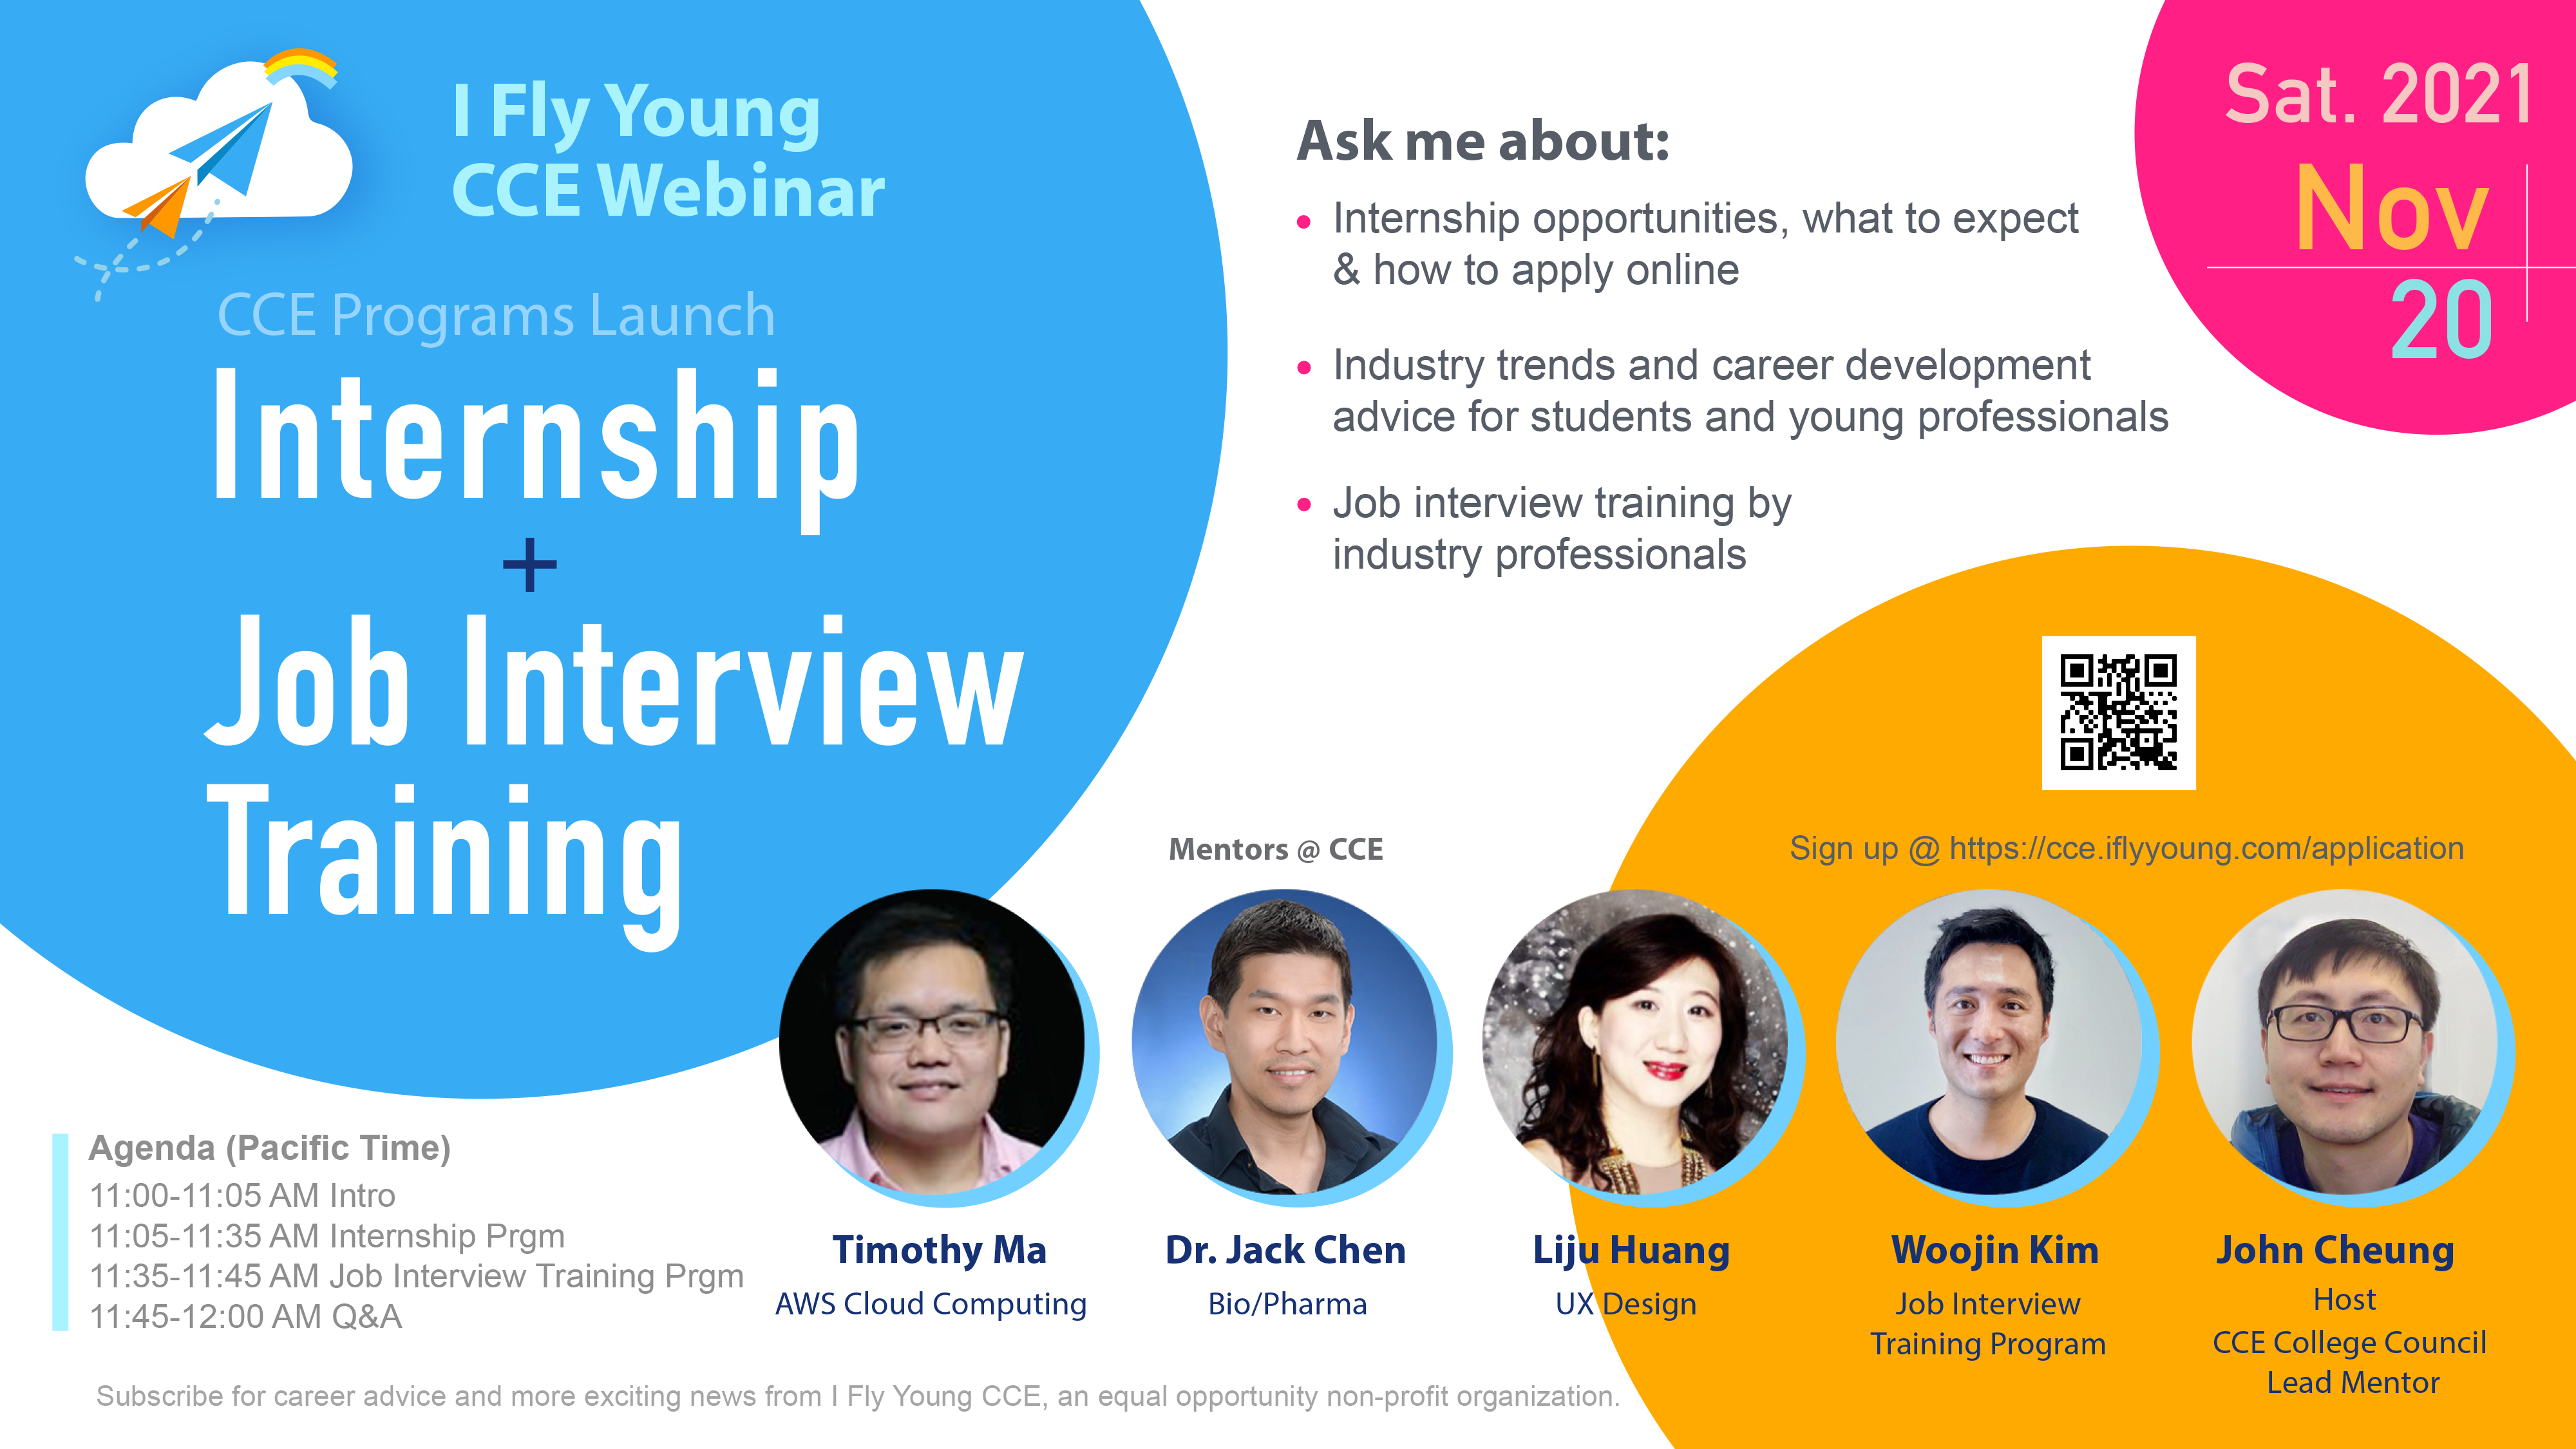 I Fly Young
CCE Webinar
CCE Programs Launch
Internship
+
Job Interview
Training
Ask me about:
• Internship opportunities, what to expect
& how to apply online
• Industry trends and career development
advice for students and young professionals
• Job interview training by
industry professionals
Sat. 2021
Nov
20
Mentors @ CCE
Sign up @ https://cce.iflyyoung.com/application
Timothy Ma
AWS Cloud Computing
Dr. Jack Chen
Bio/Pharma
Liju Huang
UX Design
Woojin Kim
Job Interview
Training Program
John Cheung
Host
CCE College Council
Lead Mentor
Agenda (Pacific Time)
11:00-11:05 AM Intro
11:05-11:35 AM Internship Prgm
11:35-11:45 AM Job Interview Training Prgm
11:45-12:00 AM Q&A
Subscribe for career advice and more exciting news from I Fly Young CCE, an equal opportunity non-profit organization.